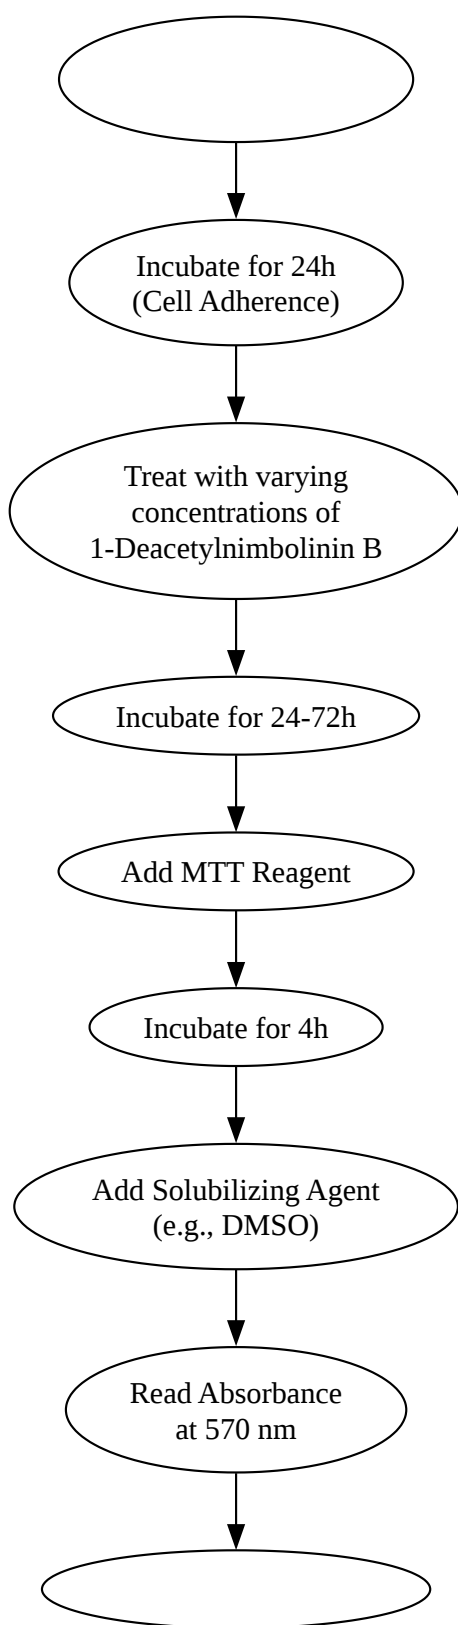 Incubate for 24h
(Cell Adherence)
Treat with varying
concentrations of
1-Deacetylnimbolinin B
Incubate for 24-72h
Add MTT Reagent
Incubate for 4h
Add Solubilizing Agent
(e.g., DMSO)
Read Absorbance
at 570 nm